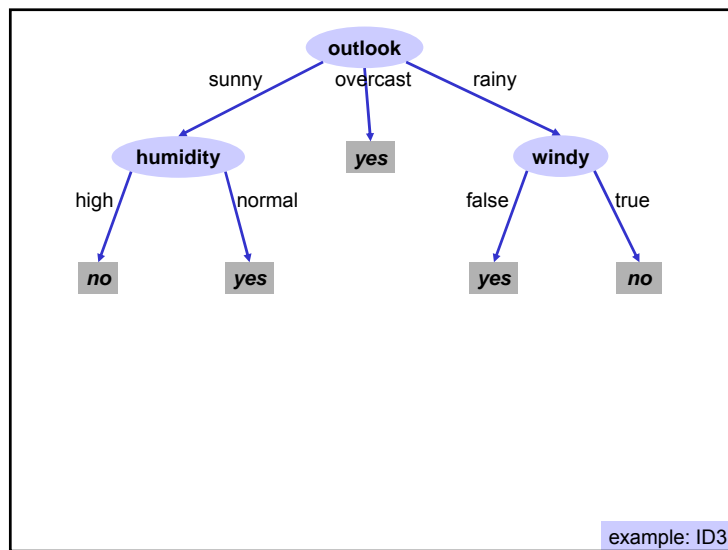 outlook
sunny overcast rainy
humidity yes windy
high normal false true
no yes yes no
example: ID3